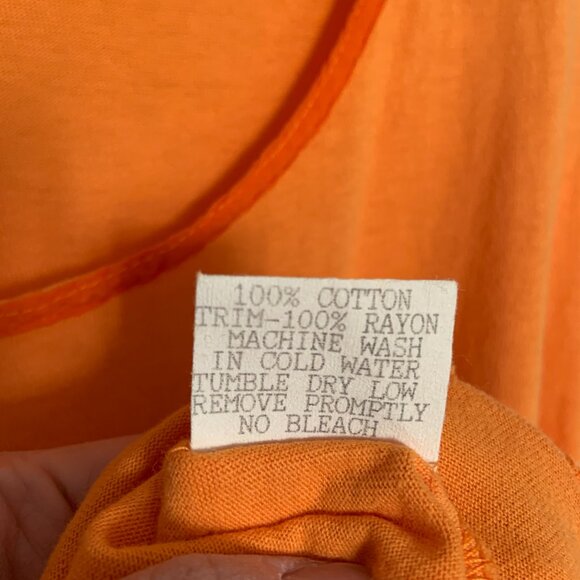 100% COTTON
TRIM-100% RAYON
MACHINE WASH
IN COLD WATER
TUMBLE DRY LOW
REMOVE PROMPTLY
NO BLEACH